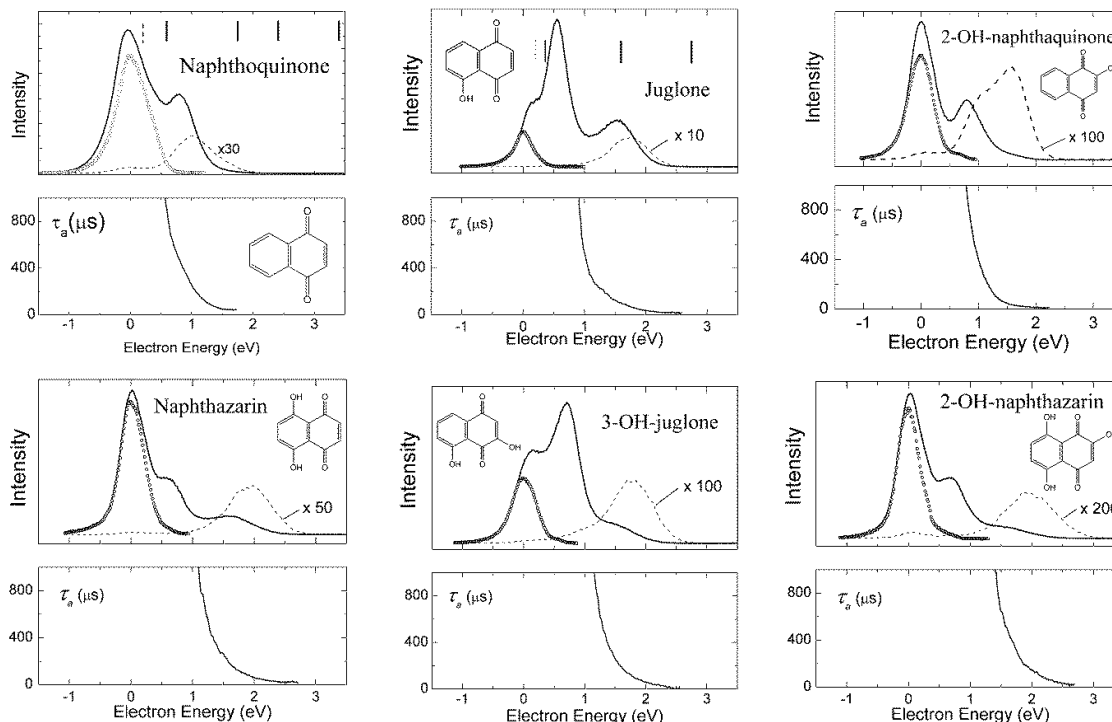 Intensity
Naphthoquinone
x30
Intensity
OH
Juglone
x 10
Intensity
2-OH-naphthaquinone
x 100
τa(μs)
800
400
0
-1 0 1 2 3
Electron Energy (eV)
τa (μs)
800
400
0
-1 0 1 2 3
Electron Energy (eV)
τa (μs)
800
400
0
-1 0 1 2 3
Electron Energy (eV)
Intensity
Naphthazarin
OH
O
O
OH
x 50
Intensity
3-OH-juglone
O
OH
OH
O
x 100
Intensity
2-OH-naphthazarin
OH
O
OH
O
x 200
τa (μs)
800
400
0
-1 0 1 2 3
Electron Energy (eV)
τa (μs)
800
400
0
-1 0 1 2 3
Electron Energy (eV)
τa (μs)
800
400
0
-1 0 1 2 3
Electron Energy (eV)